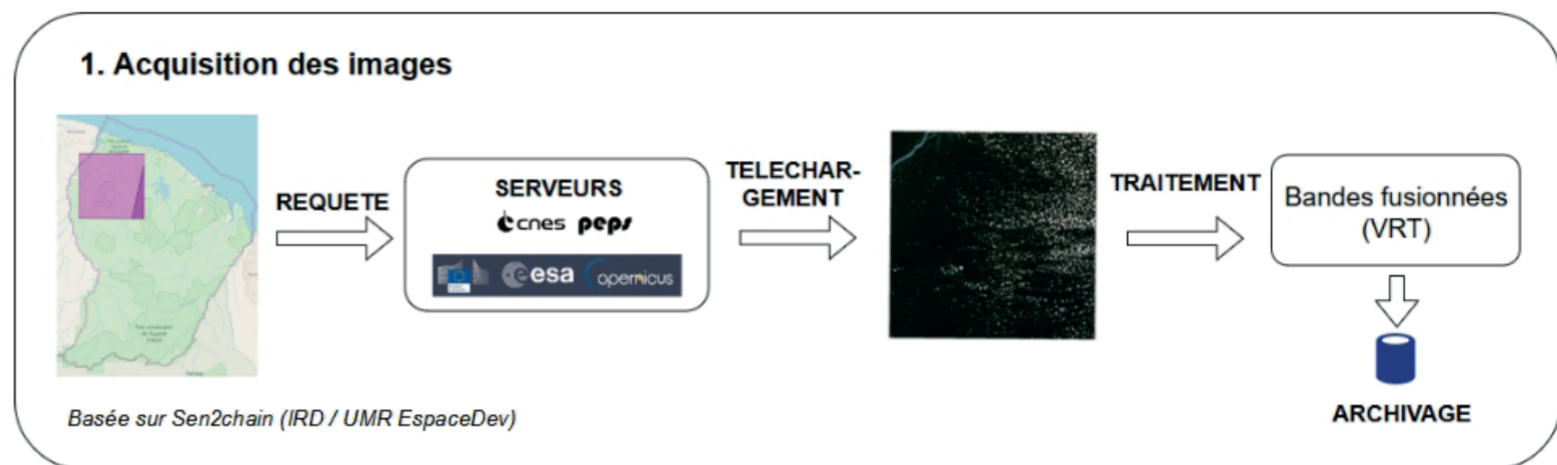 1. Acquisition des images
REQUETE
SERVEURS
cnes peps
esa opernicus
TELECHAR-
GEMENT
TRAITEMENT
Bandes fusionnées
(VRT)
ARCHIVAGE
Basée sur Sen2chain (IRD / UMR EspaceDev)